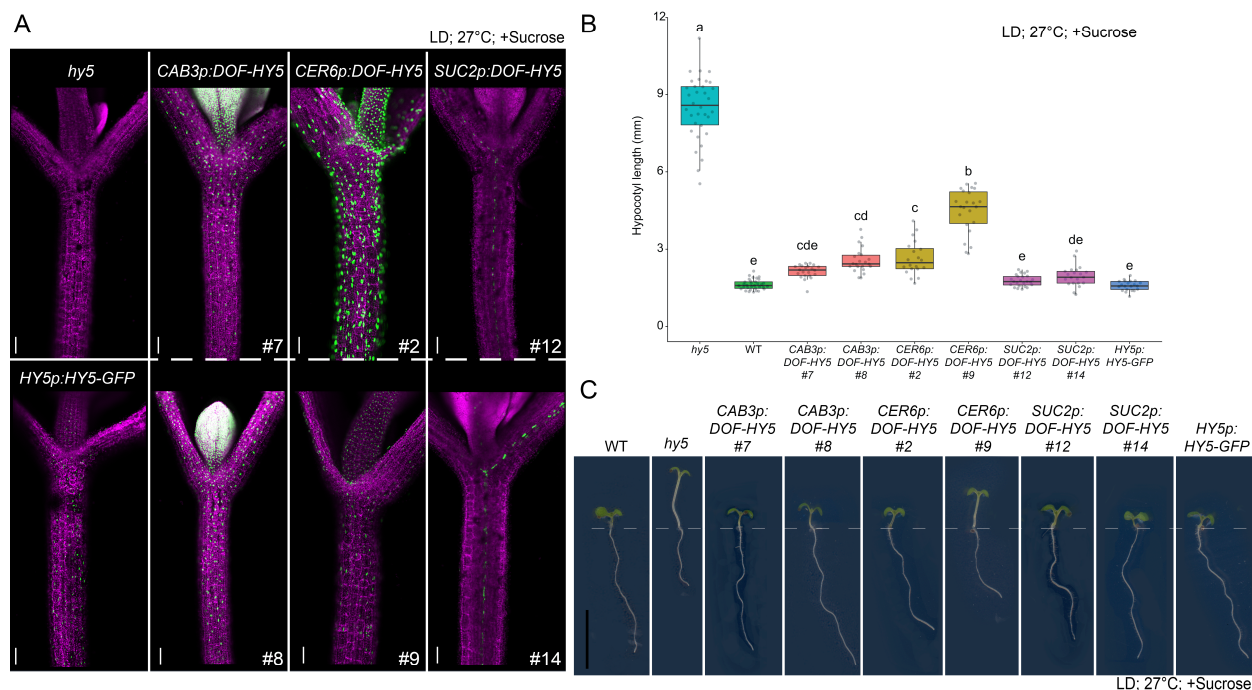 A
LD; 27°C; +Sucrose
hy5
CAB3p:DOF-HY5
CER6p:DOF-HY5
SUC2p:DOF-HY5
#7
#2
#12
HY5p:HY5-GFP
#8
#9
#14
B
LD; 27°C; +Sucrose
Hypocotyl length (mm)
12
9
6
3
0
a
e
cde
cd
c
b
e
de
e
hy5
WT
CAB3p:
DOF-HY5
#7
CAB3p:
DOF-HY5
#8
CER6p:
DOF-HY5
#2
CER6p:
DOF-HY5
#9
SUC2p:
DOF-HY5
#12
SUC2p:
DOF-HY5
#14
HY5p:
HY5-GFP
C
WT
hy5
CAB3p:
DOF-HY5
#7
CAB3p:
DOF-HY5
#8
CER6p:
DOF-HY5
#2
CER6p:
DOF-HY5
#9
SUC2p:
DOF-HY5
#12
SUC2p:
DOF-HY5
#14
HY5p:
HY5-GFP
LD; 27°C; +Sucrose